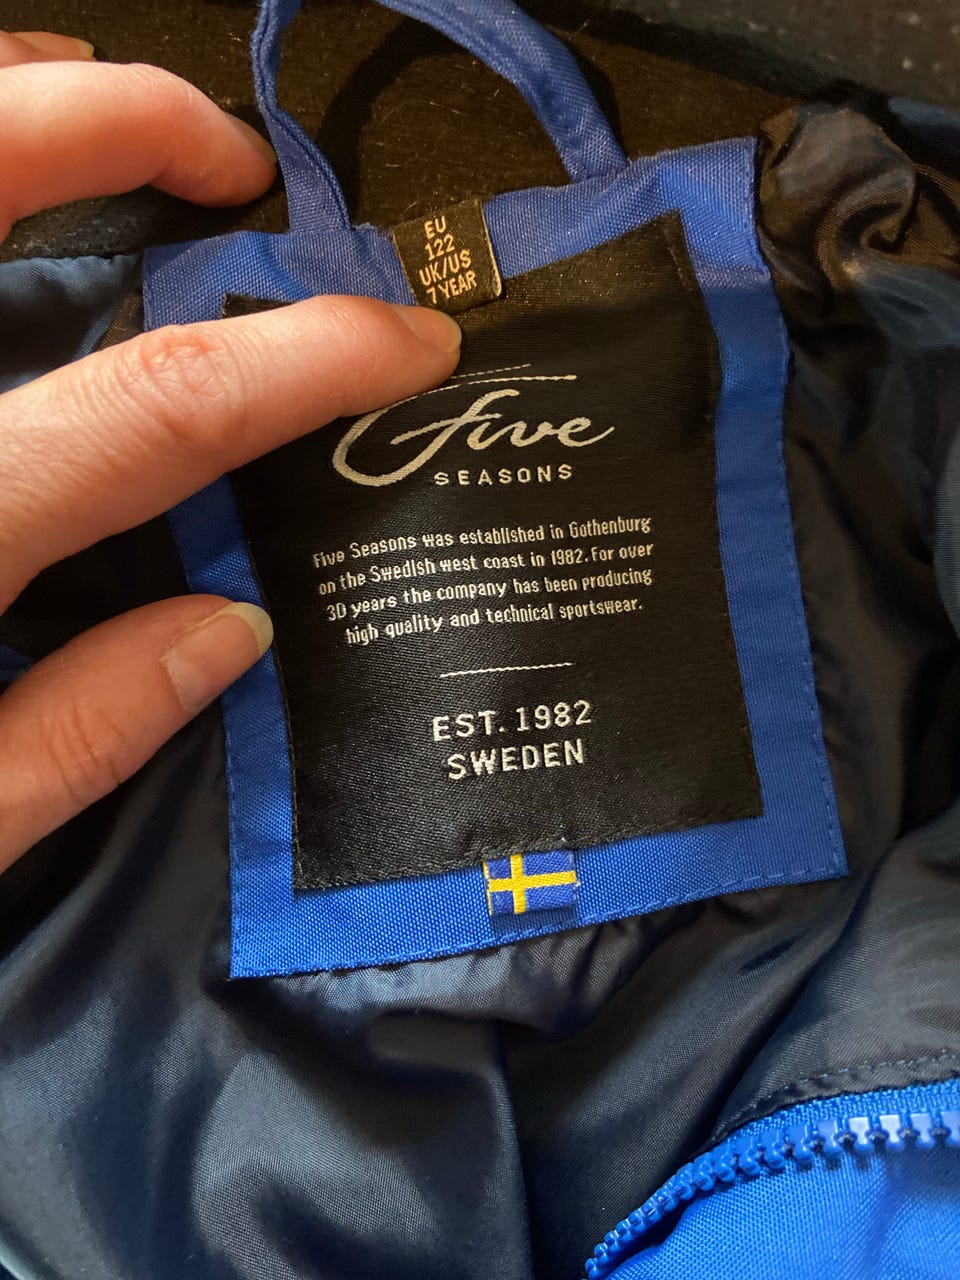 EU
122
UK/US
7 YEAR
Five
SEASONS
Five Seasons was established in Gothenburg
on the Swedish west coast in 1982. For over
30 years the company has been producing
high quality and technical sportswear.
EST. 1982
SWEDEN